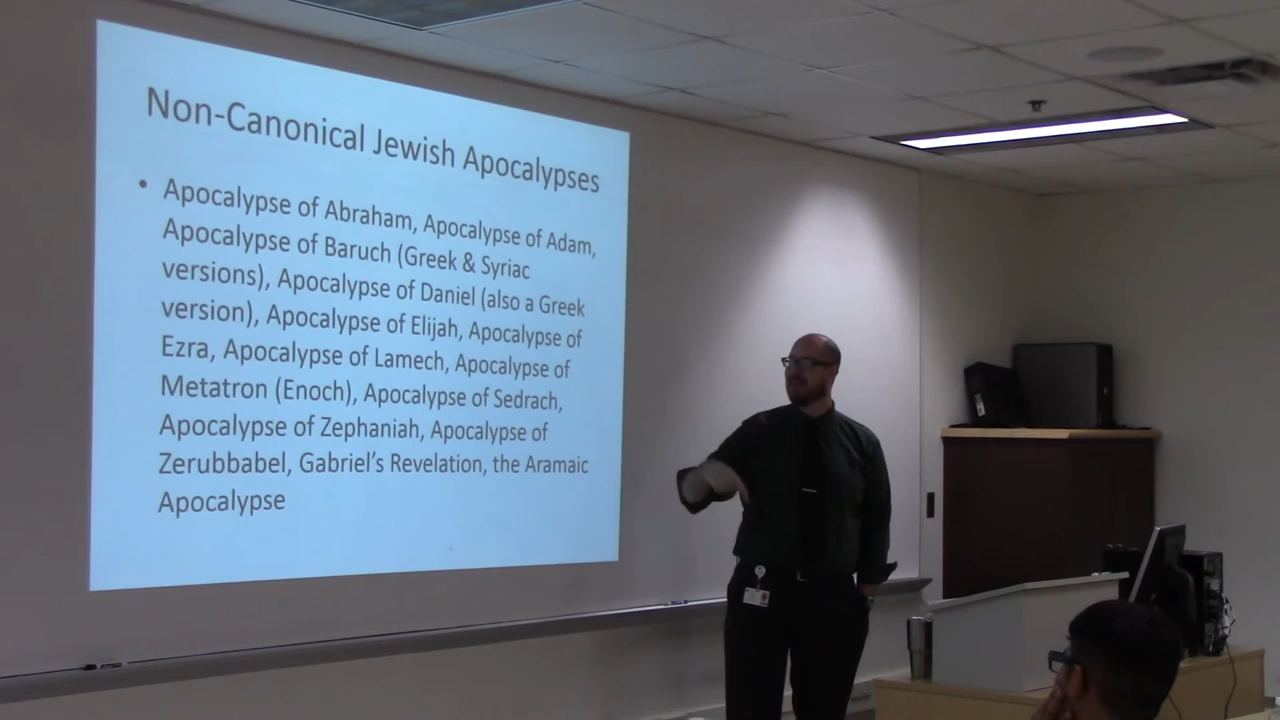 Non-Canonical Jewish Apocalypses
• Apocalypse of Abraham, Apocalypse of Adam,
Apocalypse of Baruch (Greek & Syriac
versions), Apocalypse of Daniel (also a Greek
version), Apocalypse of Elijah, Apocalypse of
Ezra, Apocalypse of Lamech, Apocalypse of
Metatron (Enoch), Apocalypse of Sedrach,
Apocalypse of Zephaniah, Apocalypse of
Zerubbabel, Gabriel’s Revelation, the Aramaic
Apocalypse